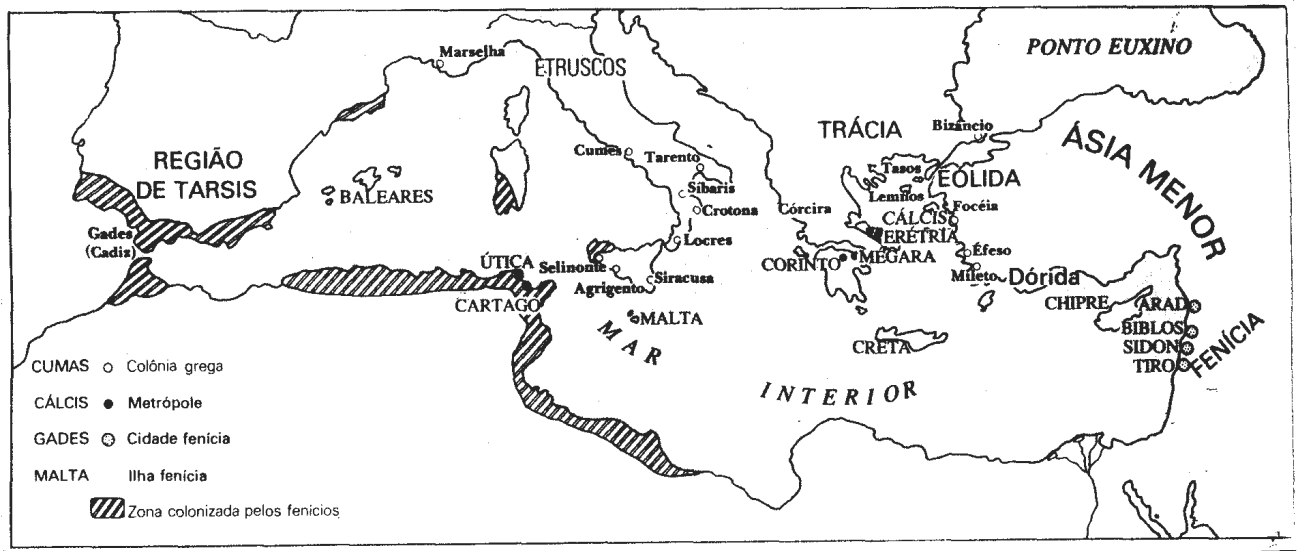 Marselha
ETRUSCOS
PONTO EUXINO
TRÁCIA
Bizâncio
ÁSIA MENOR
REGIÃO
DE TARSIS
BALEARES
Cumes
Tarento
Síbaris
Crotona
Locres
Córcira
Tasos
EÓLIDA
Lemnos
Focéia
CÁLCIS
ERÉTRIA
MÉGARA
CORINTO
Éfeso
Mileto
Dórida
Gades
(Cadiz)
ÚTICA
CARTAGO
Selinonte
Agrigento
Siracusa
MALTA
CRETA
CHIPRE
ARAD
BIBLOS
SIDON
TIRO
FENÍCIA
MAR
INTERIOR
CUMAS Colônia grega
CÁLCIS Metrópole
GADES Cidade fenícia
MALTA Ilha fenícia
Zona colonizada pelos fenícios